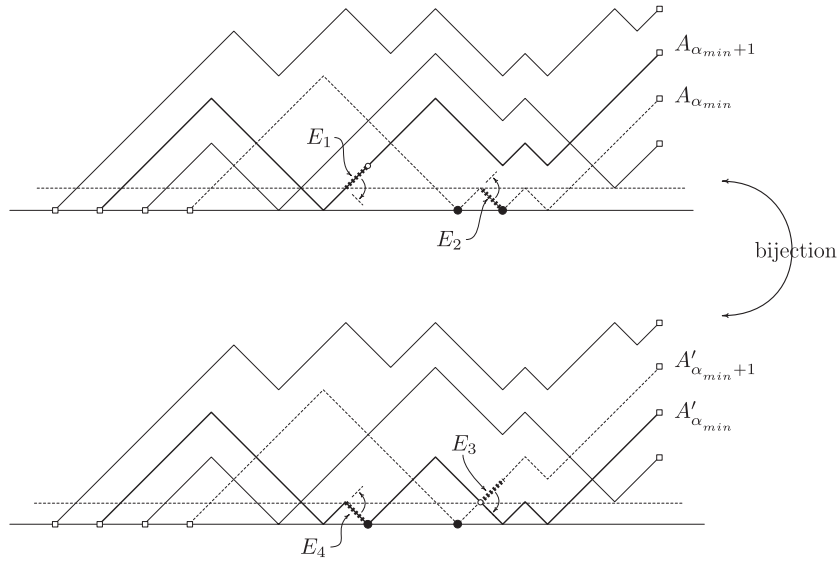 A_{α_{min}+1}
A_{α_{min}}
E_1
E_2
bijection
A'_{α_{min}+1}
A'_{α_{min}}
E_3
E_4